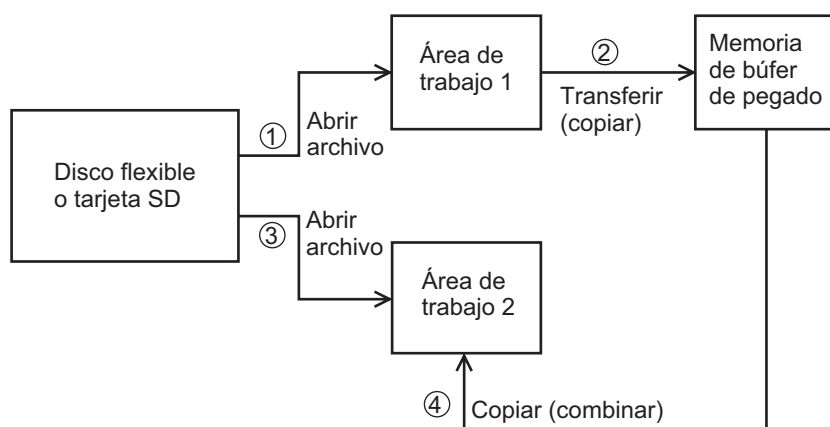 Disco flexible
o tarjeta SD
①
Abrir
archivo
Área de
trabajo 1
②
Transferir
(copiar)
Memoria
de búfer
de pegado
③
Abrir
archivo
Área de
trabajo 2
④
Copiar (combinar)